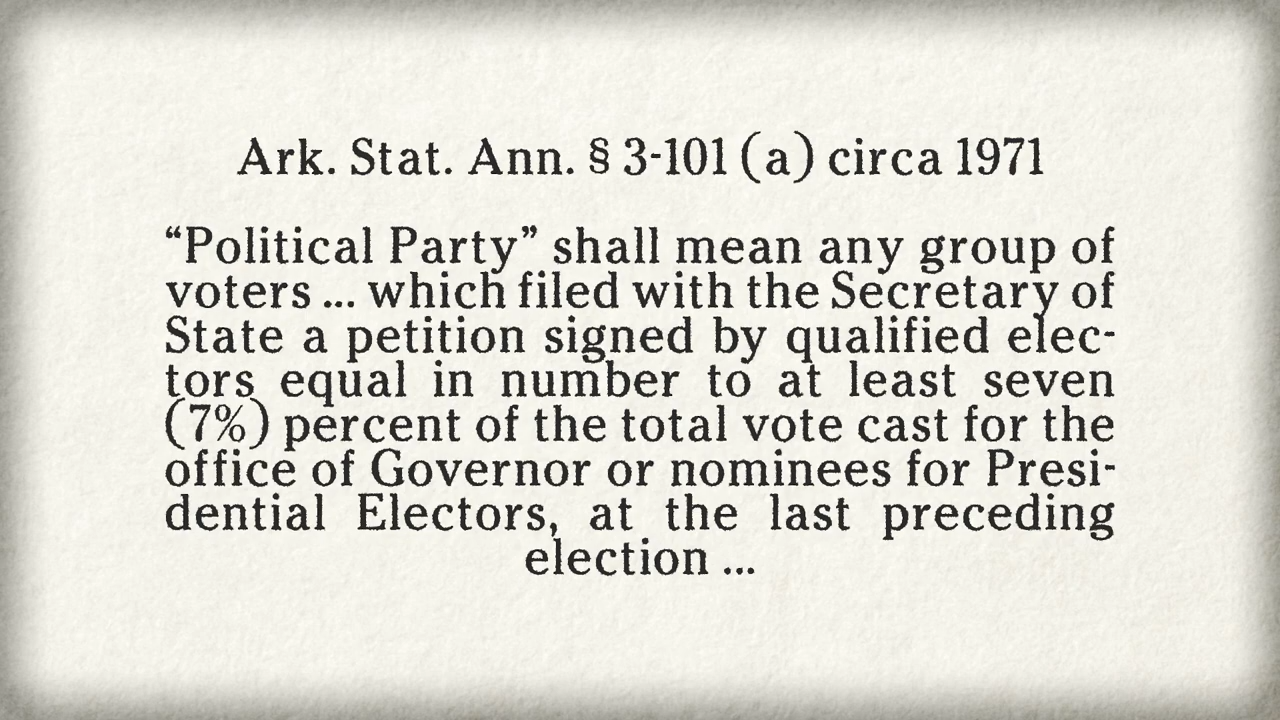 Ark. Stat. Ann. § 3-101 (a) circa 1971
“Political Party” shall mean any group of
voters ... which filed with the Secretary of
State a petition signed by qualified elec-
tors equal in number to at least seven
(7%) percent of the total vote cast for the
office of Governor or nominees for Presi-
dential Electors, at the last preceding
election ...